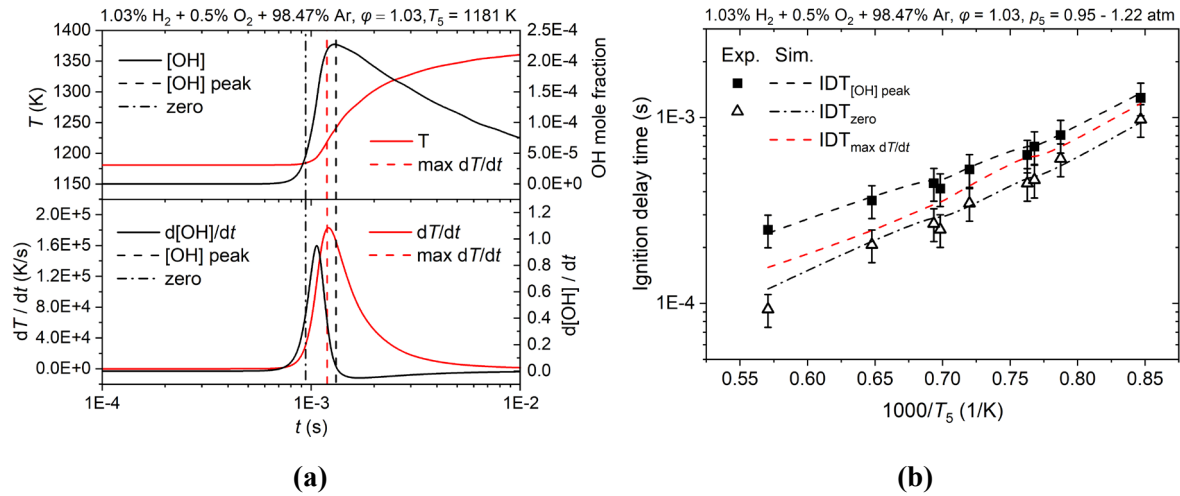 1.03% H₂ + 0.5% O₂ + 98.47% Ar, φ = 1.03, T₅ = 1181 K
1400
1350
1300
1250
1200
1150
T (K)
[OH]
[OH] peak
zero
T
max dT/dt
2.5E-4
2.0E-4
1.5E-4
1.0E-4
5.0E-5
0.0E+0
OH mole fraction
2.0E+5
1.6E+5
1.2E+5
8.0E+4
4.0E+4
0.0E+0
dT / dt (K/s)
d[OH]/dt
[OH] peak
zero
dT/dt
max dT/dt
1.2
1.0
0.8
0.6
0.4
0.2
0.0
d[OH] / dt
1E-4
1E-3
1E-2
t (s)
(a)
1.03% H₂ + 0.5% O₂ + 98.47% Ar, φ = 1.03, p₅ = 0.95 - 1.22 atm
Exp. Sim.
IDT[OH] peak
IDTzero
IDTmax dT/dt
1E-3
1E-4
Ignition delay time (s)
0.55 0.60 0.65 0.70 0.75 0.80 0.85
1000/T₅ (1/K)
(b)